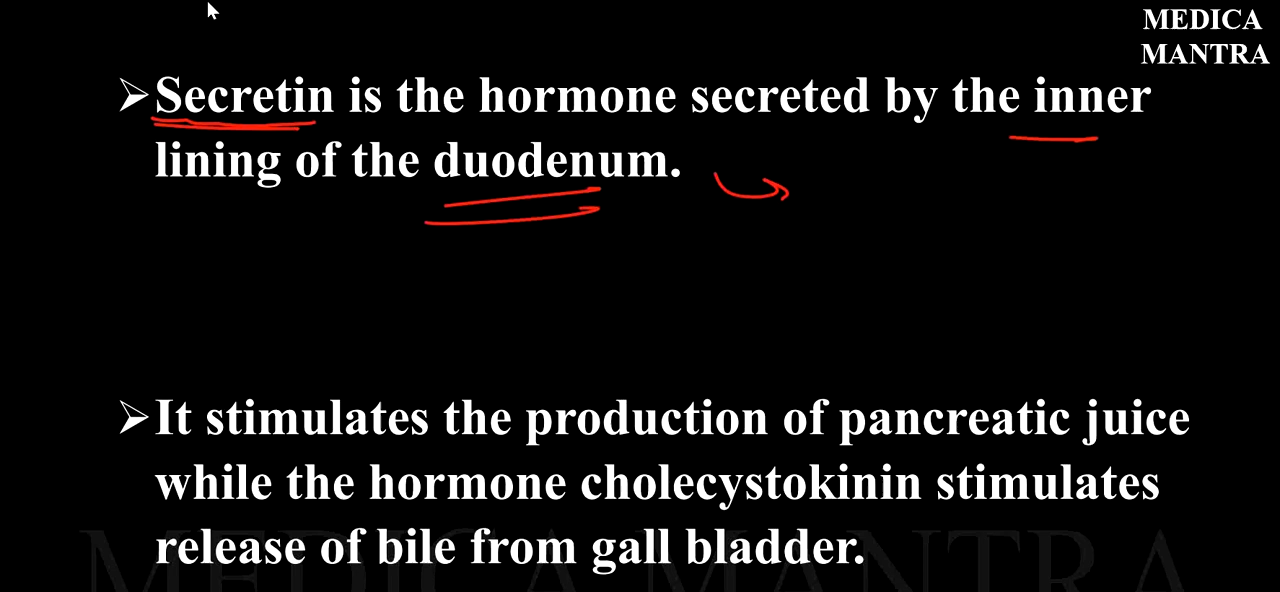 MEDICA
MANTRA
➢Secretin is the hormone secreted by the inner
lining of the duodenum.
➢It stimulates the production of pancreatic juice
while the hormone cholecystokinin stimulates
release of bile from gall bladder.
MEDICA MANTRA